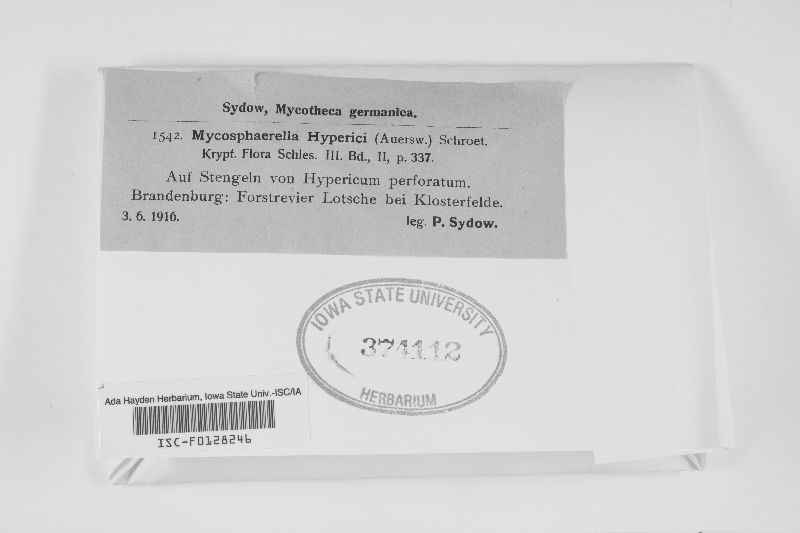 Sydow, Mycotheca germanica.
1542. Mycosphaerella Hyperici (Auersw.) Schroet.
Krypt. Flora Schles. III. Bd., II, p. 337.
Auf Stengeln von Hypericum perforatum.
Brandenburg: Forstrevier Lotsche bei Klosterfelde.
3. 6. 1916. leg. P. Sydow.
IOWA STATE UNIVERSITY
374112
HERBARIUM
Ada Hayden Herbarium, Iowa State Univ.-ISC/IA
ISC-F0128246